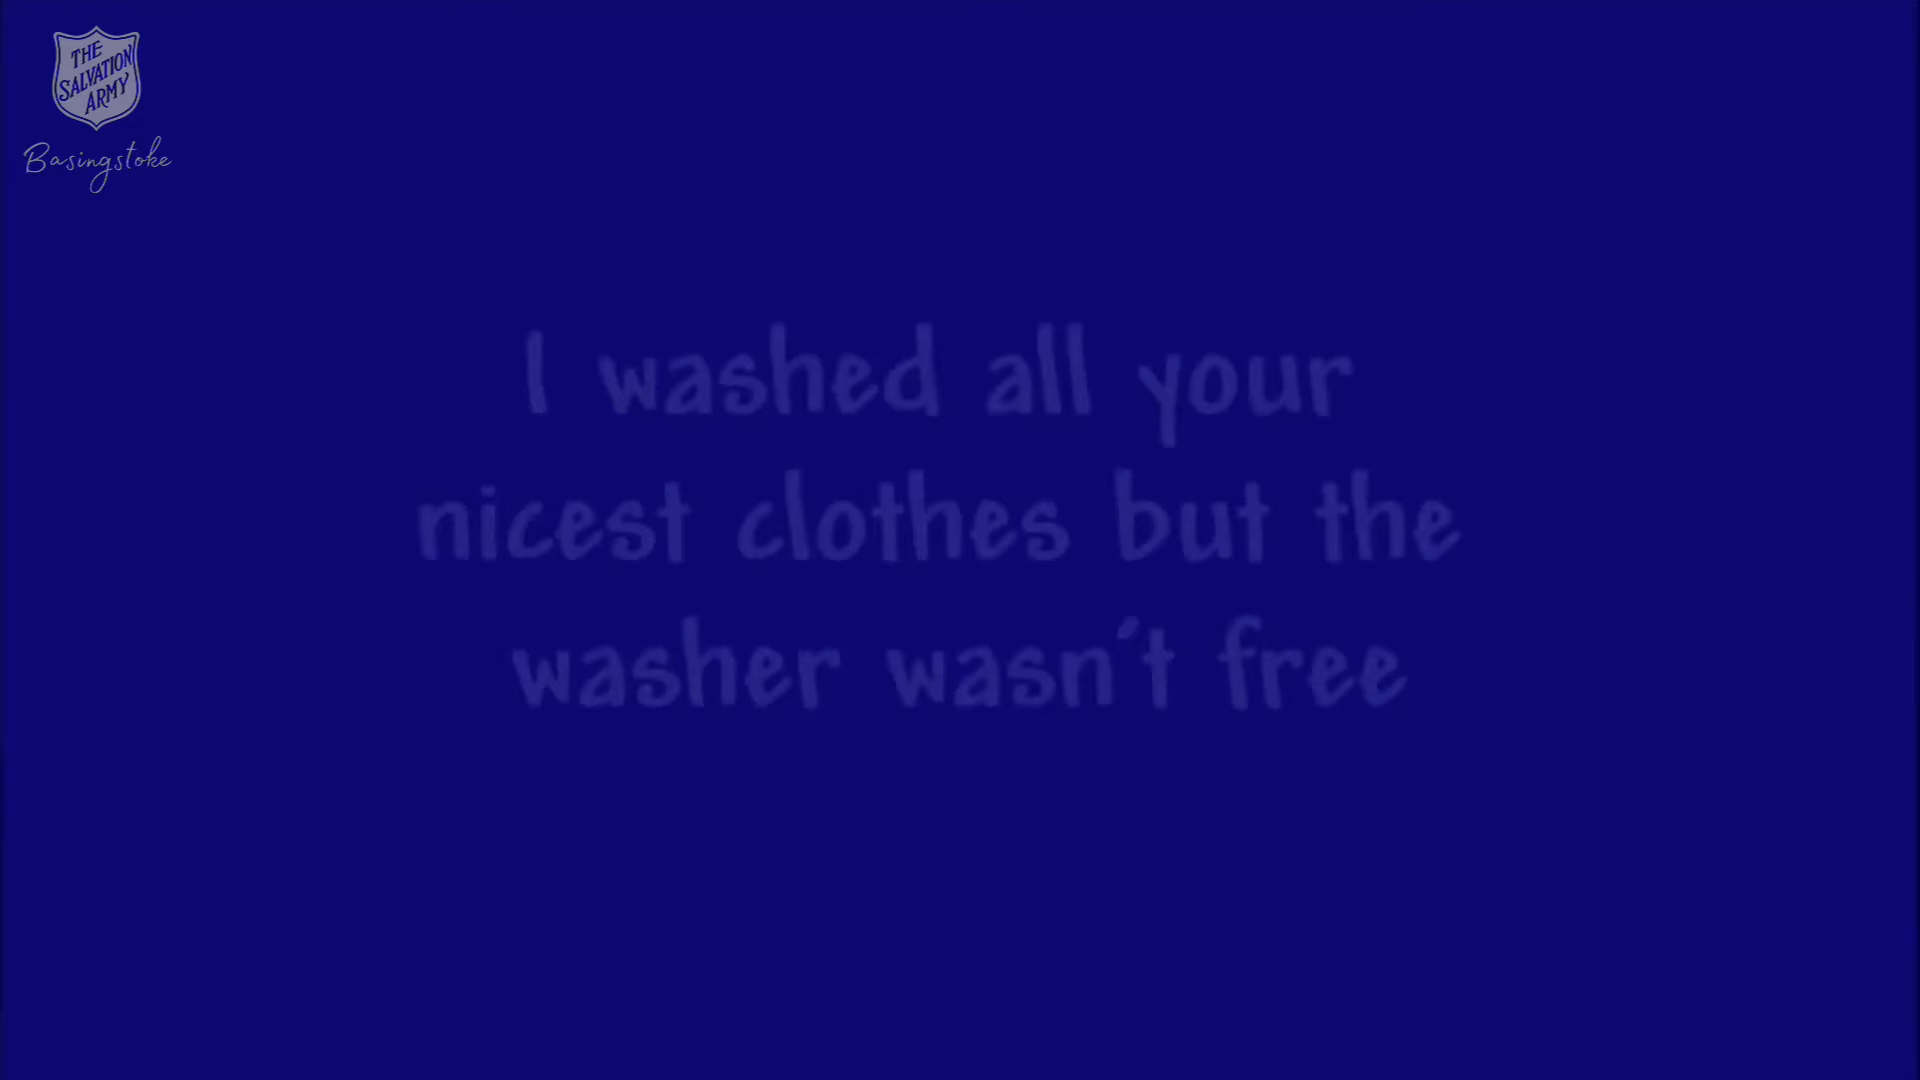 THE
SALVATION
ARMY
Basingstoke
I washed all your
nicest clothes but the
washer wasn't free